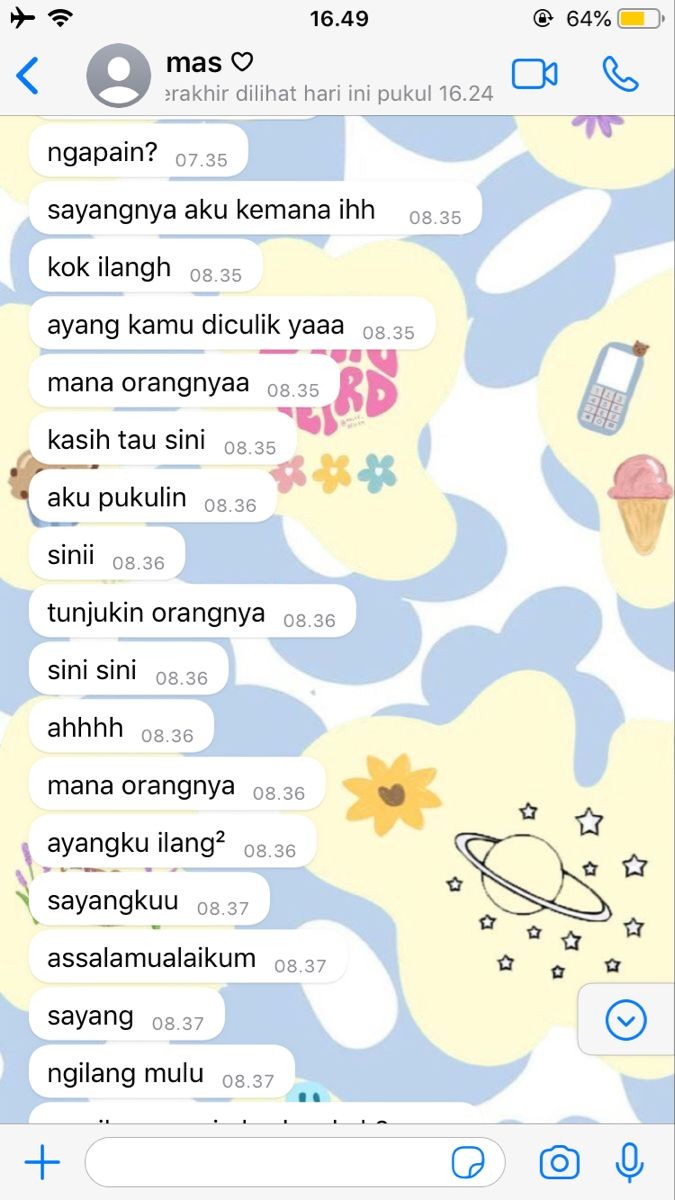 16.49
64%
mas ♡
erakhir dilihat hari ini pukul 16.24
ngapain? 07.35
sayangnya aku kemana ihh 08.35
kok ilangh 08.35
ayang kamu diculik yaaa 08.35
mana orangnyaa 08.35
kasih tau sini 08.35
aku pukulin 08.36
sinii 08.36
tunjukin orangnya 08.36
sini sini 08.36
ahhhh 08.36
mana orangnya 08.36
ayangku ilang² 08.36
sayangkuu 08.37
assalamualaikum 08.37
sayang 08.37
ngilang mulu 08.37